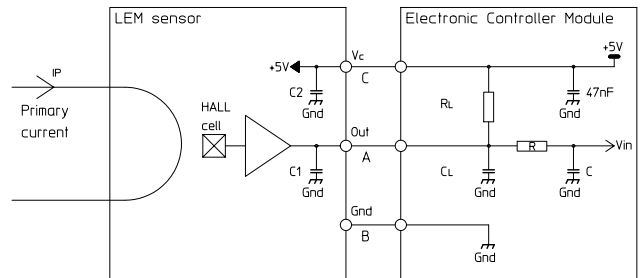 LEM sensor
Electronic Controller Module
IP
Primary
current
HALL
cell
+5V
Vc
C
C2
Gnd
Out
A
C1
Gnd
Gnd
B
+5V
RL
47nF
Gnd
R
Vin
CL
Gnd
C
Gnd
Gnd